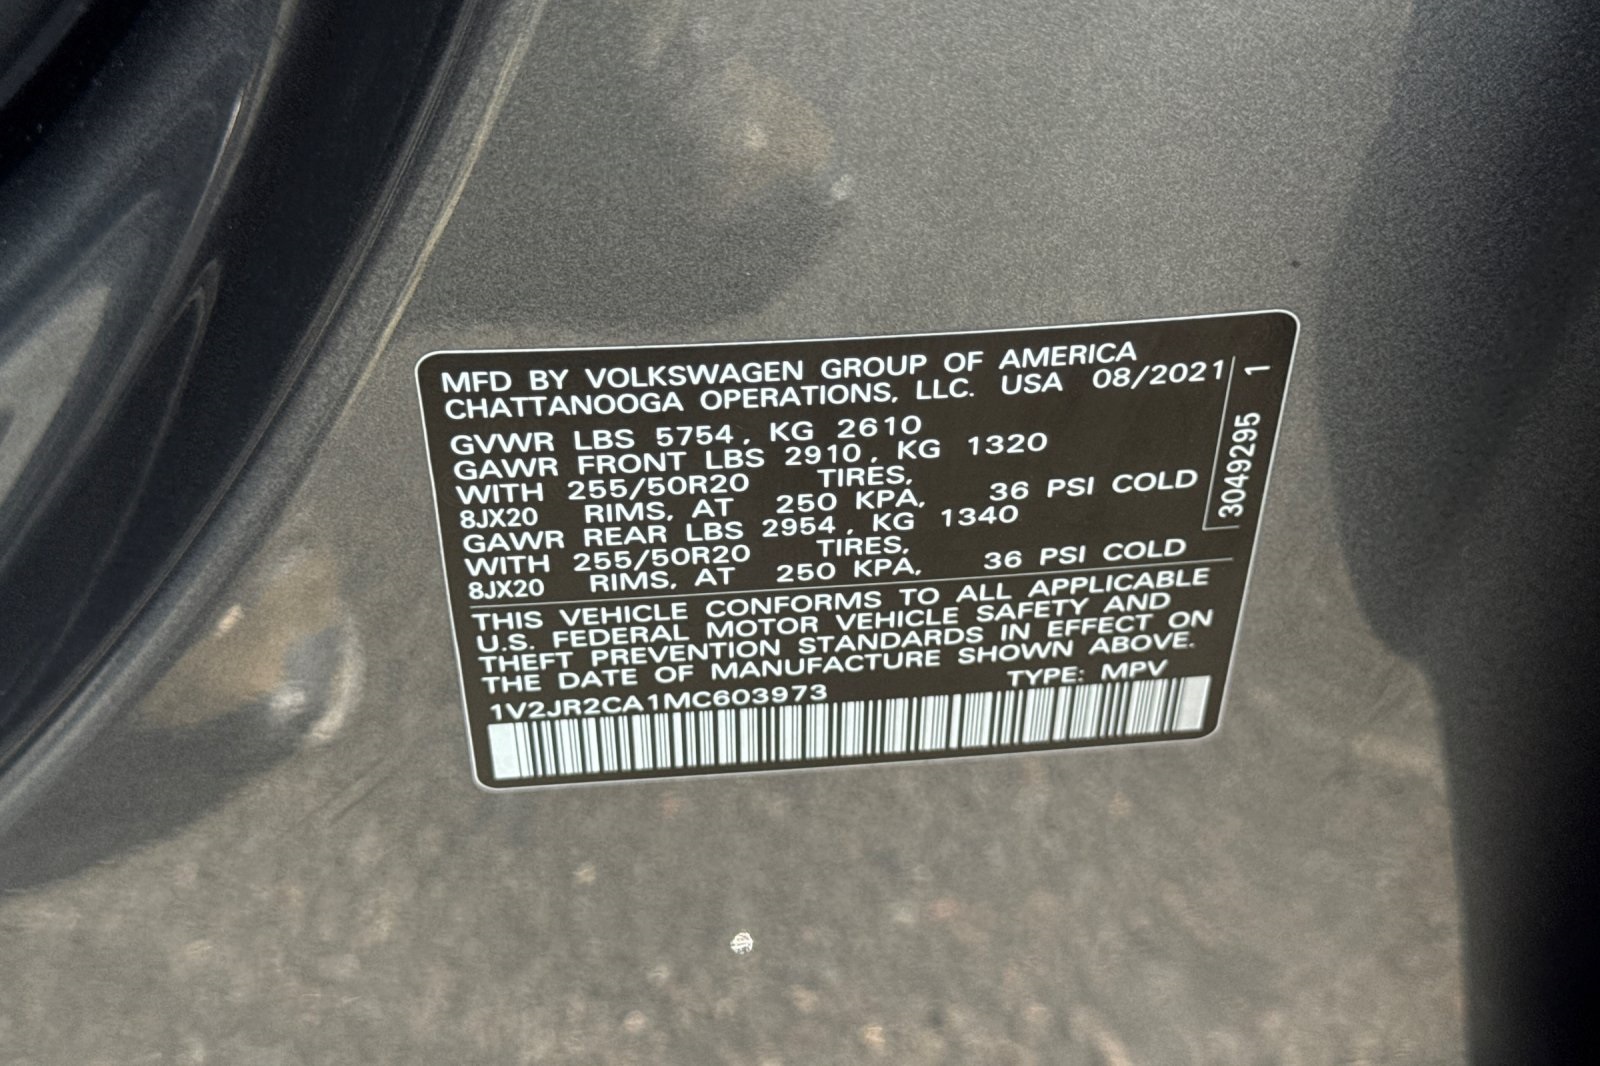 MFD BY VOLKSWAGEN GROUP OF AMERICA
CHATTANOOGA OPERATIONS, LLC. USA 08/2021
GVWR LBS 5754, KG 2610
GAWR FRONT LBS 2910, KG 1320
WITH 255/50R20 TIRES,
8JX20 RIMS, AT 250 KPA, 36 PSI COLD
GAWR REAR LBS 2954, KG 1340
WITH 255/50R20 TIRES,
8JX20 RIMS, AT 250 KPA, 36 PSI COLD
THIS VEHICLE CONFORMS TO ALL APPLICABLE
U.S. FEDERAL MOTOR VEHICLE SAFETY AND
THEFT PREVENTION STANDARDS IN EFFECT ON
THE DATE OF MANUFACTURE SHOWN ABOVE.
TYPE: MPV
1V2JR2CA1MC603973
3049295 1